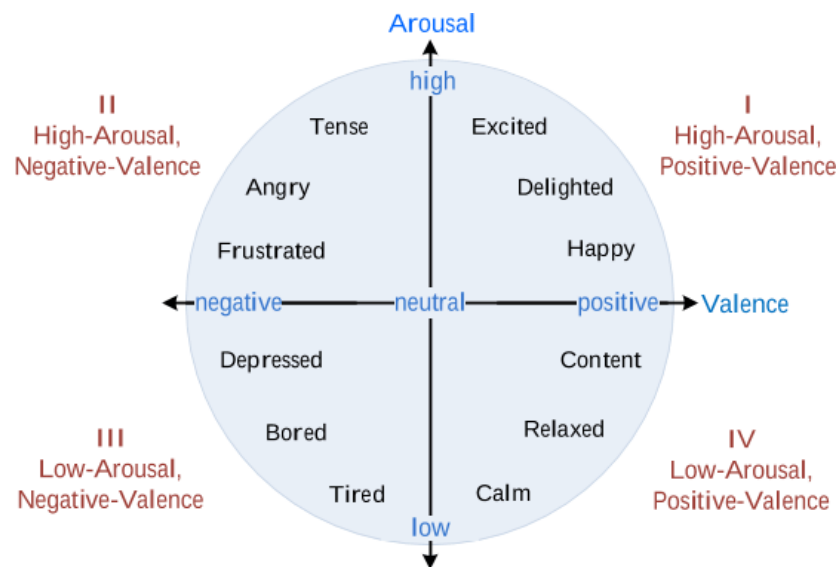 Arousal
high
II
High-Arousal,
Negative-Valence
I
High-Arousal,
Positive-Valence
Tense
Excited
Angry
Delighted
Frustrated
Happy
negative
neutral
positive
Valence
Depressed
Content
Bored
Relaxed
III
Low-Arousal,
Negative-Valence
IV
Low-Arousal,
Positive-Valence
Tired
Calm
low